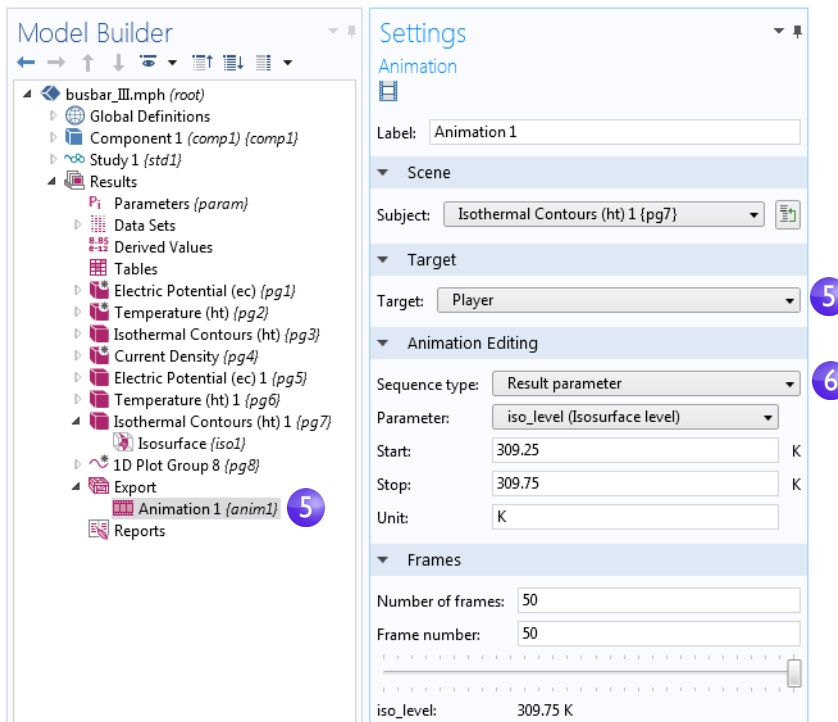 Model Builder
busbar_III.mph (root)
Global Definitions
Component 1 (comp1) {comp1}
Study 1 {std1}
Results
Pi Parameters {param}
Data Sets
8.85
e-12 Derived Values
Tables
Electric Potential (ec) {pg1}
Temperature (ht) {pg2}
Isothermal Contours (ht) {pg3}
Current Density {pg4}
Electric Potential (ec) 1 {pg5}
Temperature (ht) 1 {pg6}
Isothermal Contours (ht) 1 {pg7}
Isosurface {iso1}
1D Plot Group 8 {pg8}
Export
Animation 1 {anim1} 5
Reports
Settings
Animation
Label: Animation 1
Scene
Subject: Isothermal Contours (ht) 1 {pg7}
Target
Target: Player 5
Animation Editing
Sequence type: Result parameter 6
Parameter: iso_level (Isosurface level)
Start: 309.25 K
Stop: 309.75 K
Unit: K
Frames
Number of frames: 50
Frame number: 50
iso_level: 309.75 K